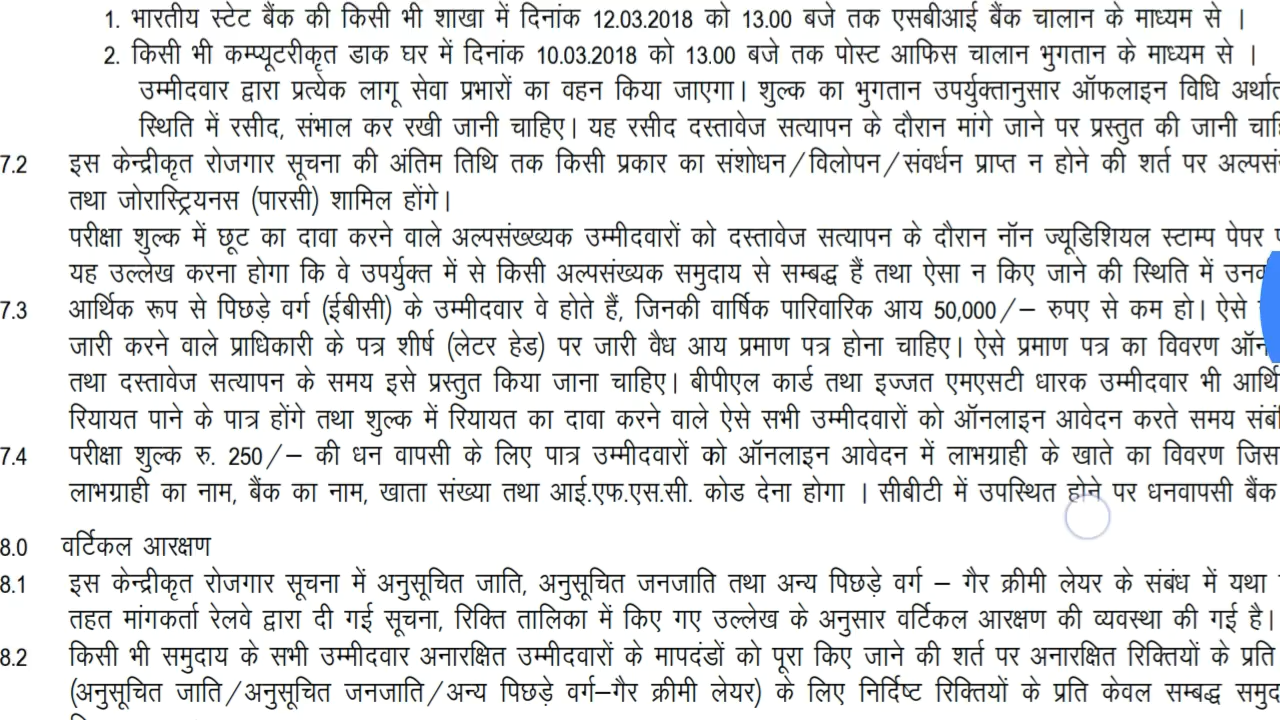 1. भारतीय स्टेट बैंक की किसी भी शाखा में दिनांक 12.03.2018 को 13.00 बजे तक एसबीआई बैंक चालान के माध्यम से ।
2. किसी भी कम्प्यूटरीकृत डाक घर में दिनांक 10.03.2018 को 13.00 बजे तक पोस्ट आफिस चालान भुगतान के माध्यम से ।
उम्मीदवार द्वारा प्रत्येक लागू सेवा प्रभारों का वहन किया जाएगा। शुल्क का भुगतान उपर्युक्तानुसार ऑफलाइन विधि
स्थिति में रसीद, संभाल कर रखी जानी चाहिए। यह रसीद दस्तावेज सत्यापन के दौरान मांगे जाने पर प्रस्तुत की जानी
7.2 इस केन्द्रीकृत रोजगार सूचना की अंतिम तिथि तक किसी प्रकार का संशोधन/विलोपन/संवर्धन प्राप्त न होने की शर्त पर
तथा जोरास्ट्रियनस (पारसी) शामिल होंगे।
परीक्षा शुल्क में छूट का दावा करने वाले अल्पसंख्य्यक उम्मीदवारों को दस्तावेज सत्यापन के दौरान नॉन ज्यूडिशियल स्टाम्प पेपर
यह उल्लेख करना होगा कि वे उपर्युक्त में से किसी अल्पसंख्यक समुदाय से सम्बद्ध हैं तथा ऐसा न किए जाने की स्थिति में
7.3 आर्थिक रूप से पिछड़े वर्ग (ईबीसी) के उम्मीदवार वे होते हैं, जिनकी वार्षिक पारिवारिक आय 50,000/– रुपए से कम हो। ऐसे
जारी करने वाले प्राधिकारी के पत्र शीर्ष (लेटर हेड) पर जारी वैध आय प्रमाण पत्र होना चाहिए। ऐसे प्रमाण पत्र का विवरण
तथा दस्तावेज सत्यापन के समय इसे प्रस्तुत किया जाना चाहिए। बीपीएल कार्ड तथा इज्जत एमएसटी धारक उम्मीदवार भी
रियायत पाने के पात्र होंगे तथा शुल्क में रियायत का दावा करने वाले ऐसे सभी उम्मीदवारों को ऑनलाइन आवेदन करते समय
7.4 परीक्षा शुल्क रु. 250/– की धन वापसी के लिए पात्र उम्मीदवारों को ऑनलाइन आवेदन में लाभग्राही के खाते का विवरण
लाभग्राही का नाम, बैंक का नाम, खाता संख्या तथा आई.एफ.एस.सी. कोड देना होगा । सीबीटी में उपस्थित होने पर धनवापसी बैंक
8.0 वर्टिकल आरक्षण
8.1 इस केन्द्रीकृत रोजगार सूचना में अनुसूचित जाति, अनुसूचित जनजाति तथा अन्य पिछड़े वर्ग – गैर क्रीमी लेयर के संबंध में यथा
तहत मांगकर्ता रेलवे द्वारा दी गई सूचना, रिक्ति तालिका में किए गए उल्लेख के अनुसार वर्टिकल आरक्षण की व्यवस्था की गई है।
8.2 किसी भी समुदाय के सभी उम्मीदवार अनारक्षित उम्मीदवारों के मापदंडों को पूरा किए जाने की शर्त पर अनारक्षित रिक्तियों के प्रति
(अनुसूचित जाति/अनुसूचित जनजाति/अन्य पिछड़े वर्ग–गैर क्रीमी लेयर) के लिए निर्दिष्ट रिक्तियों के प्रति केवल सम्बद्ध